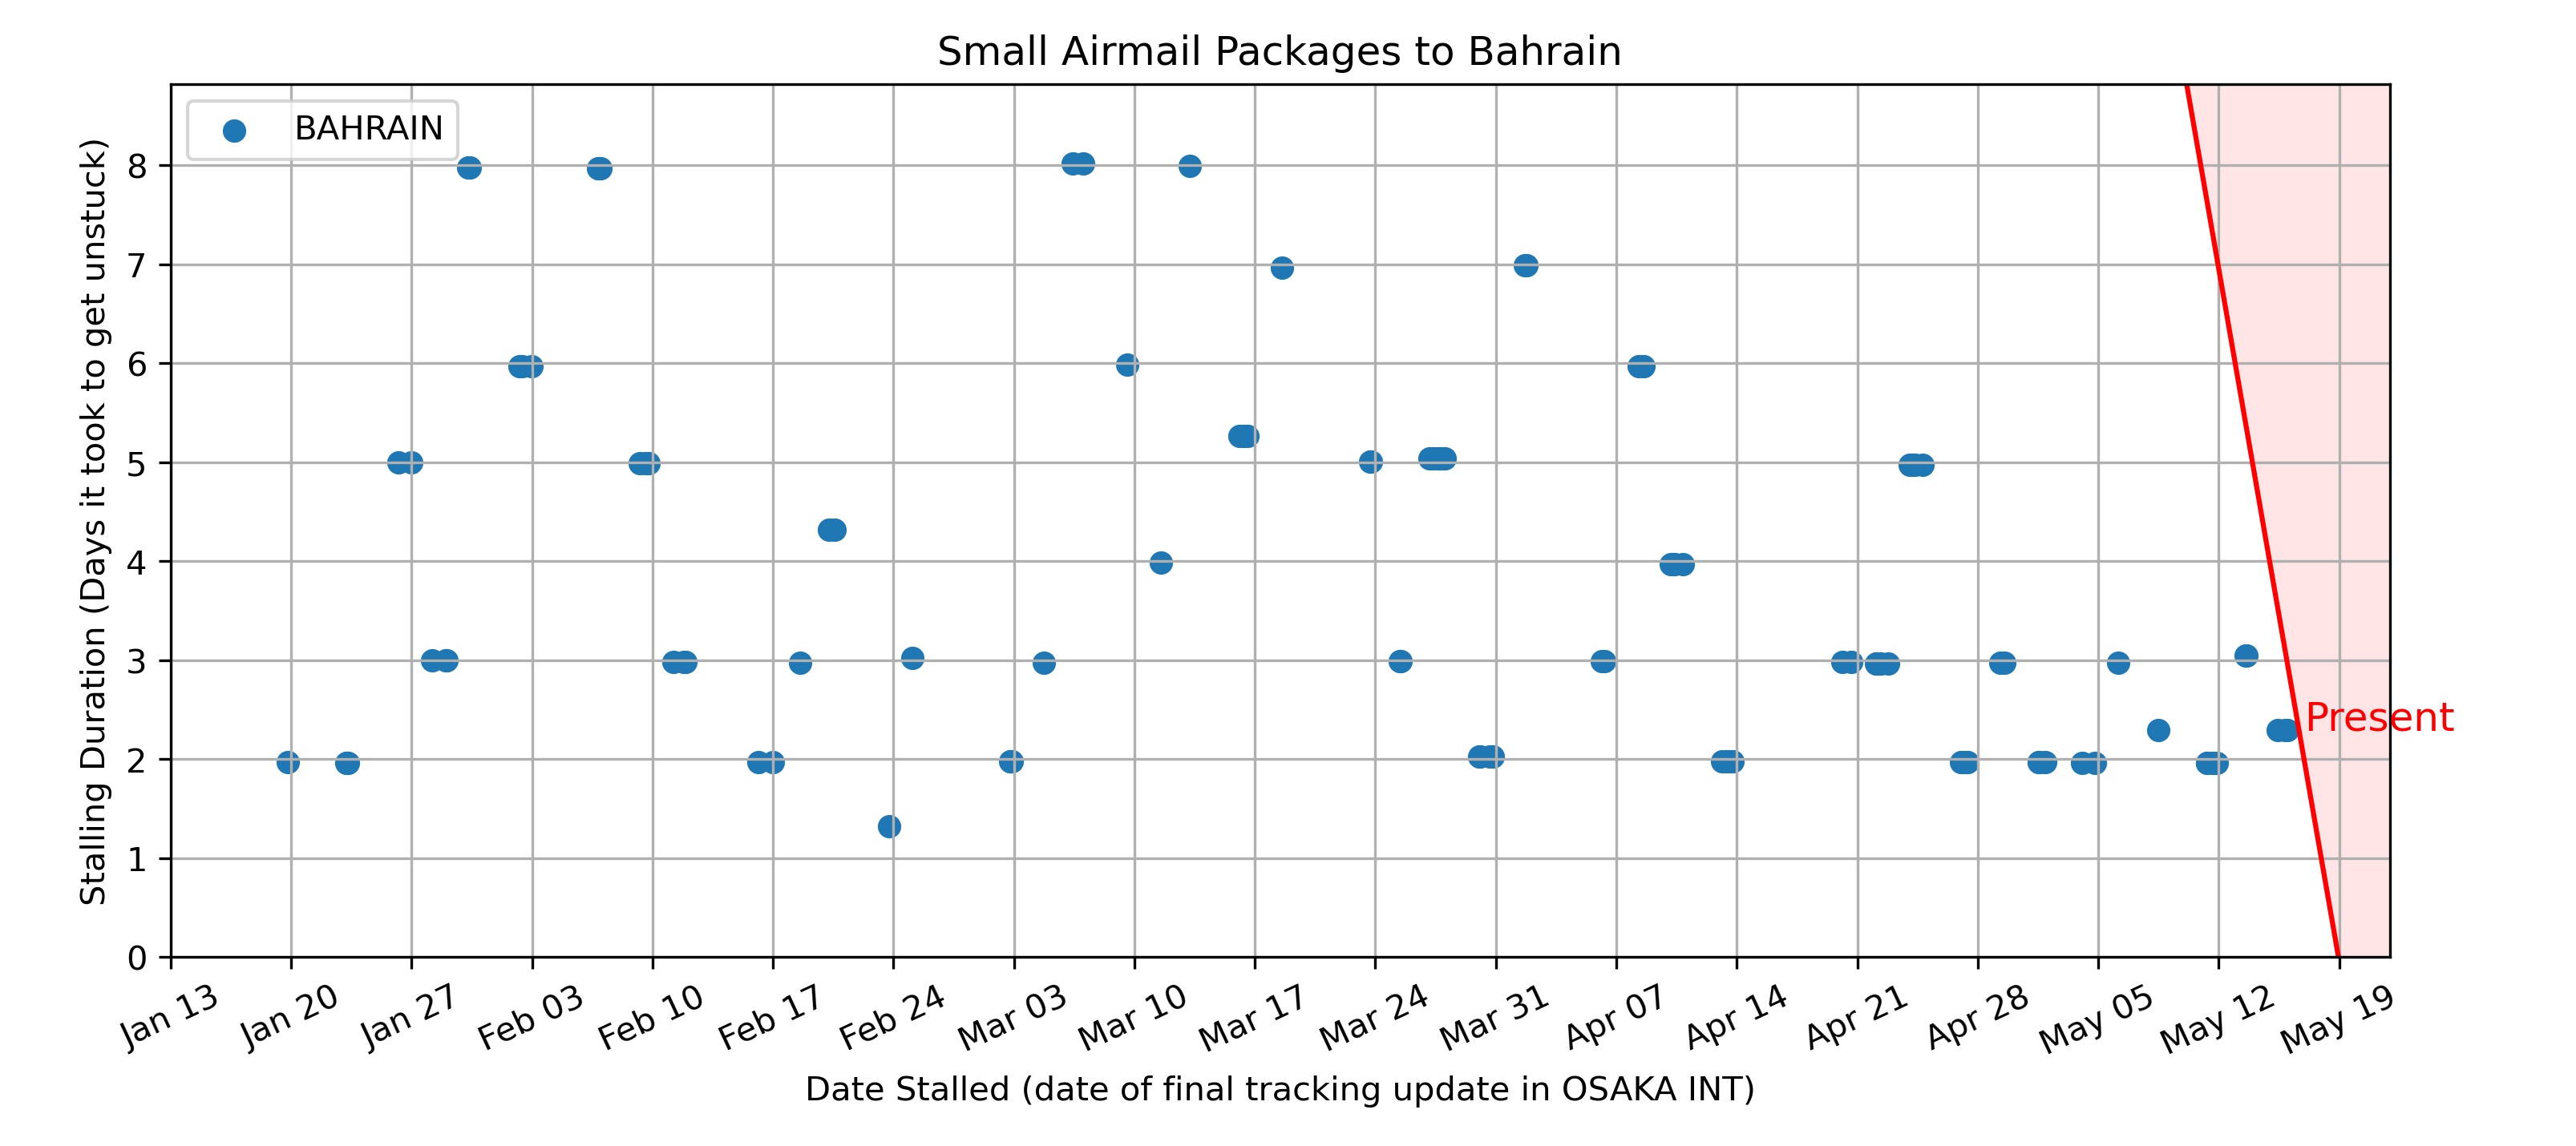 Small Airmail Packages to Bahrain
BAHRAIN
Stalling Duration (Days it took to get unstuck)
8
7
6
5
4
3
2
1
0
Present
Jan 13
Jan 20
Jan 27
Feb 03
Feb 10
Feb 17
Feb 24
Mar 03
Mar 10
Mar 17
Mar 24
Mar 31
Apr 07
Apr 14
Apr 21
Apr 28
May 05
May 12
May 19
Date Stalled (date of final tracking update in OSAKA INT)